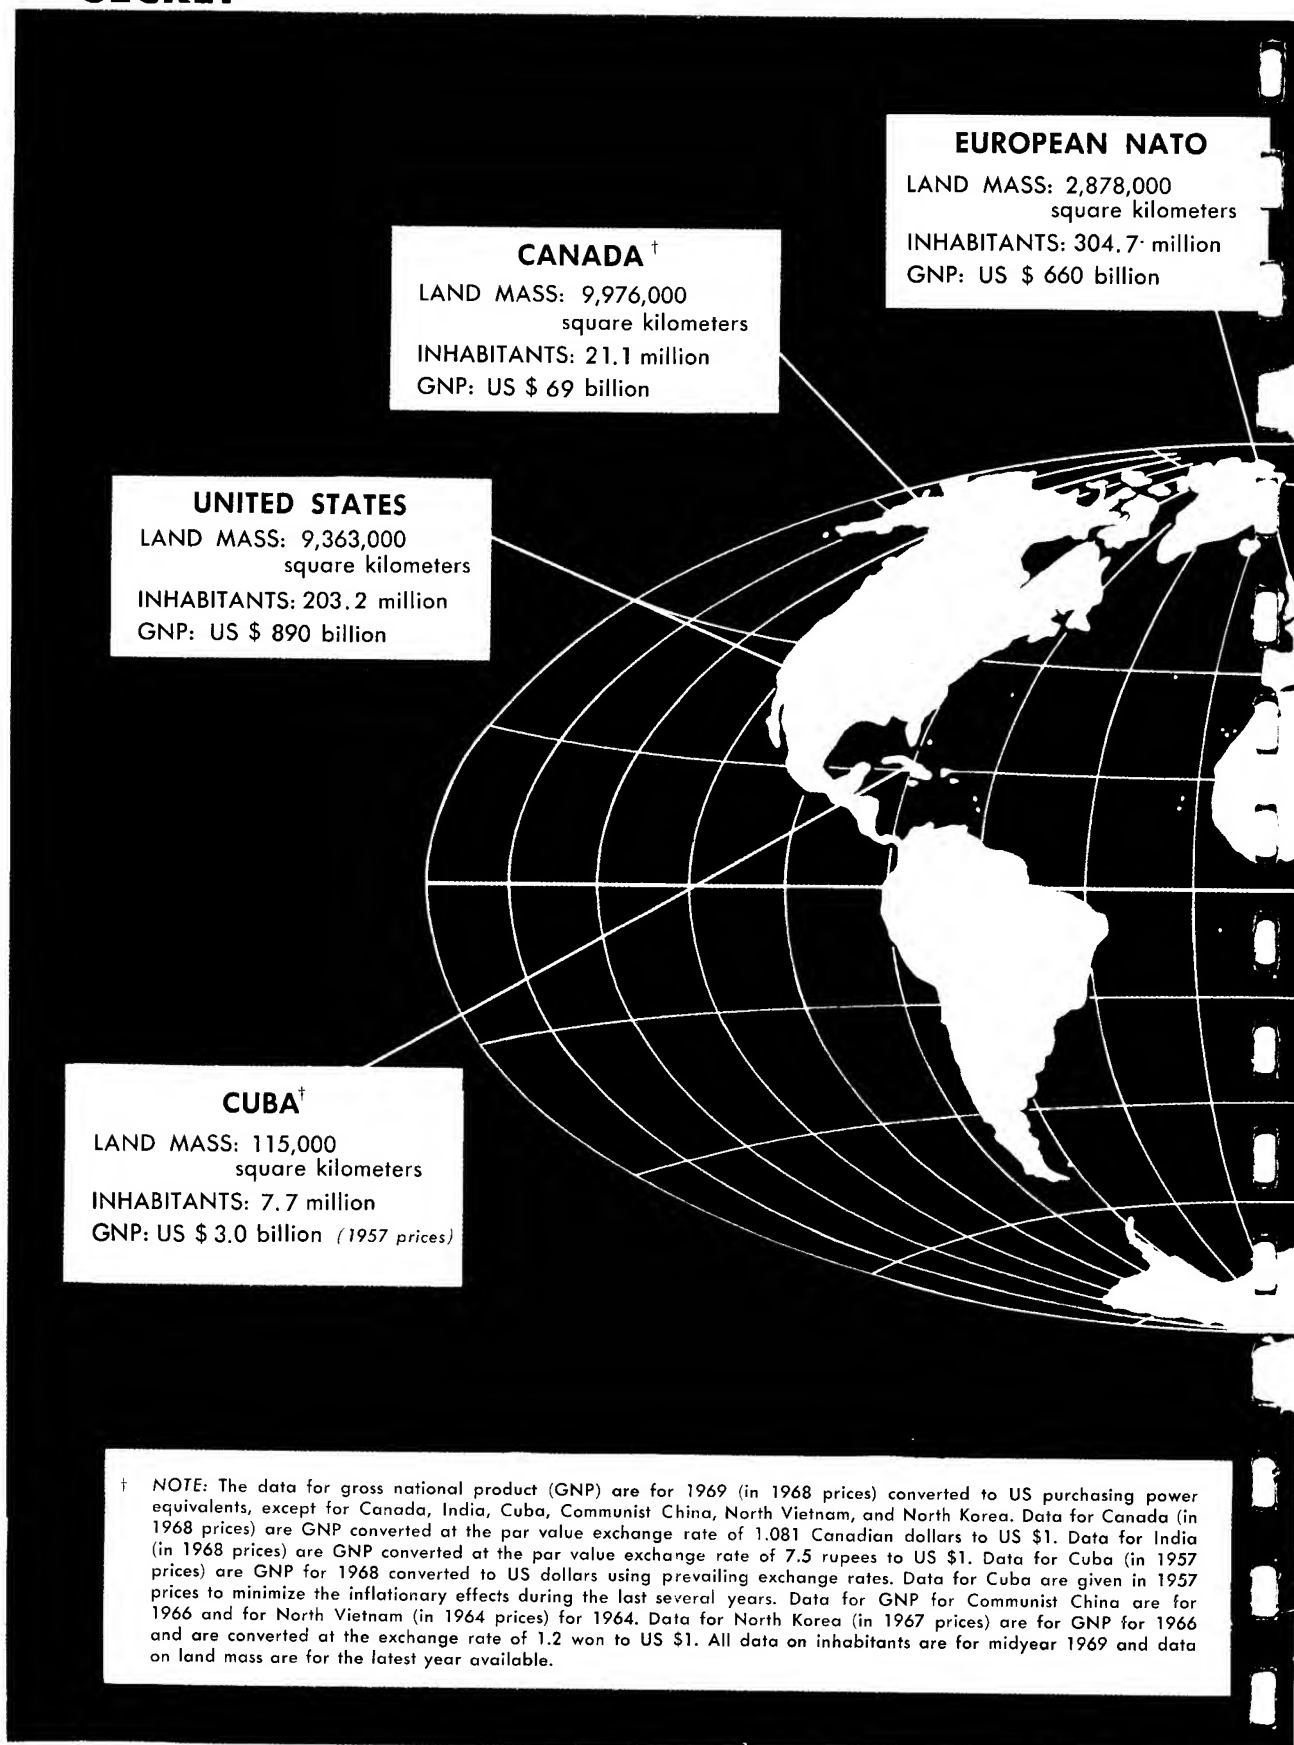 SECRET
EUROPEAN NATO
LAND MASS: 2,878,000
square kilometers
INHABITANTS: 304.7 million
GNP: US $ 660 billion
CANADA †
LAND MASS: 9,976,000
square kilometers
INHABITANTS: 21.1 million
GNP: US $ 69 billion
UNITED STATES
LAND MASS: 9,363,000
square kilometers
INHABITANTS: 203.2 million
GNP: US $ 890 billion
CUBA†
LAND MASS: 115,000
square kilometers
INHABITANTS: 7.7 million
GNP: US $ 3.0 billion (1957 prices)
† NOTE: The data for gross national product (GNP) are for 1969 (in 1968 prices) converted to US purchasing power
equivalents, except for Canada, India, Cuba, Communist China, North Vietnam, and North Korea. Data for Canada (in
1968 prices) are GNP converted at the par value exchange rate of 1.081 Canadian dollars to US $1. Data for India
(in 1968 prices) are GNP converted at the par value exchange rate of 7.5 rupees to US $1. Data for Cuba (in 1957
prices) are GNP for 1968 converted to US dollars using prevailing exchange rates. Data for Cuba are given in 1957
prices to minimize the inflationary effects during the last several years. Data for GNP for Communist China are for
1966 and for North Vietnam (in 1964 prices) for 1964. Data for North Korea (in 1967 prices) are for GNP for 1966
and are converted at the exchange rate of 1.2 won to US $1. All data on inhabitants are for midyear 1969 and data
on land mass are for the latest year available.